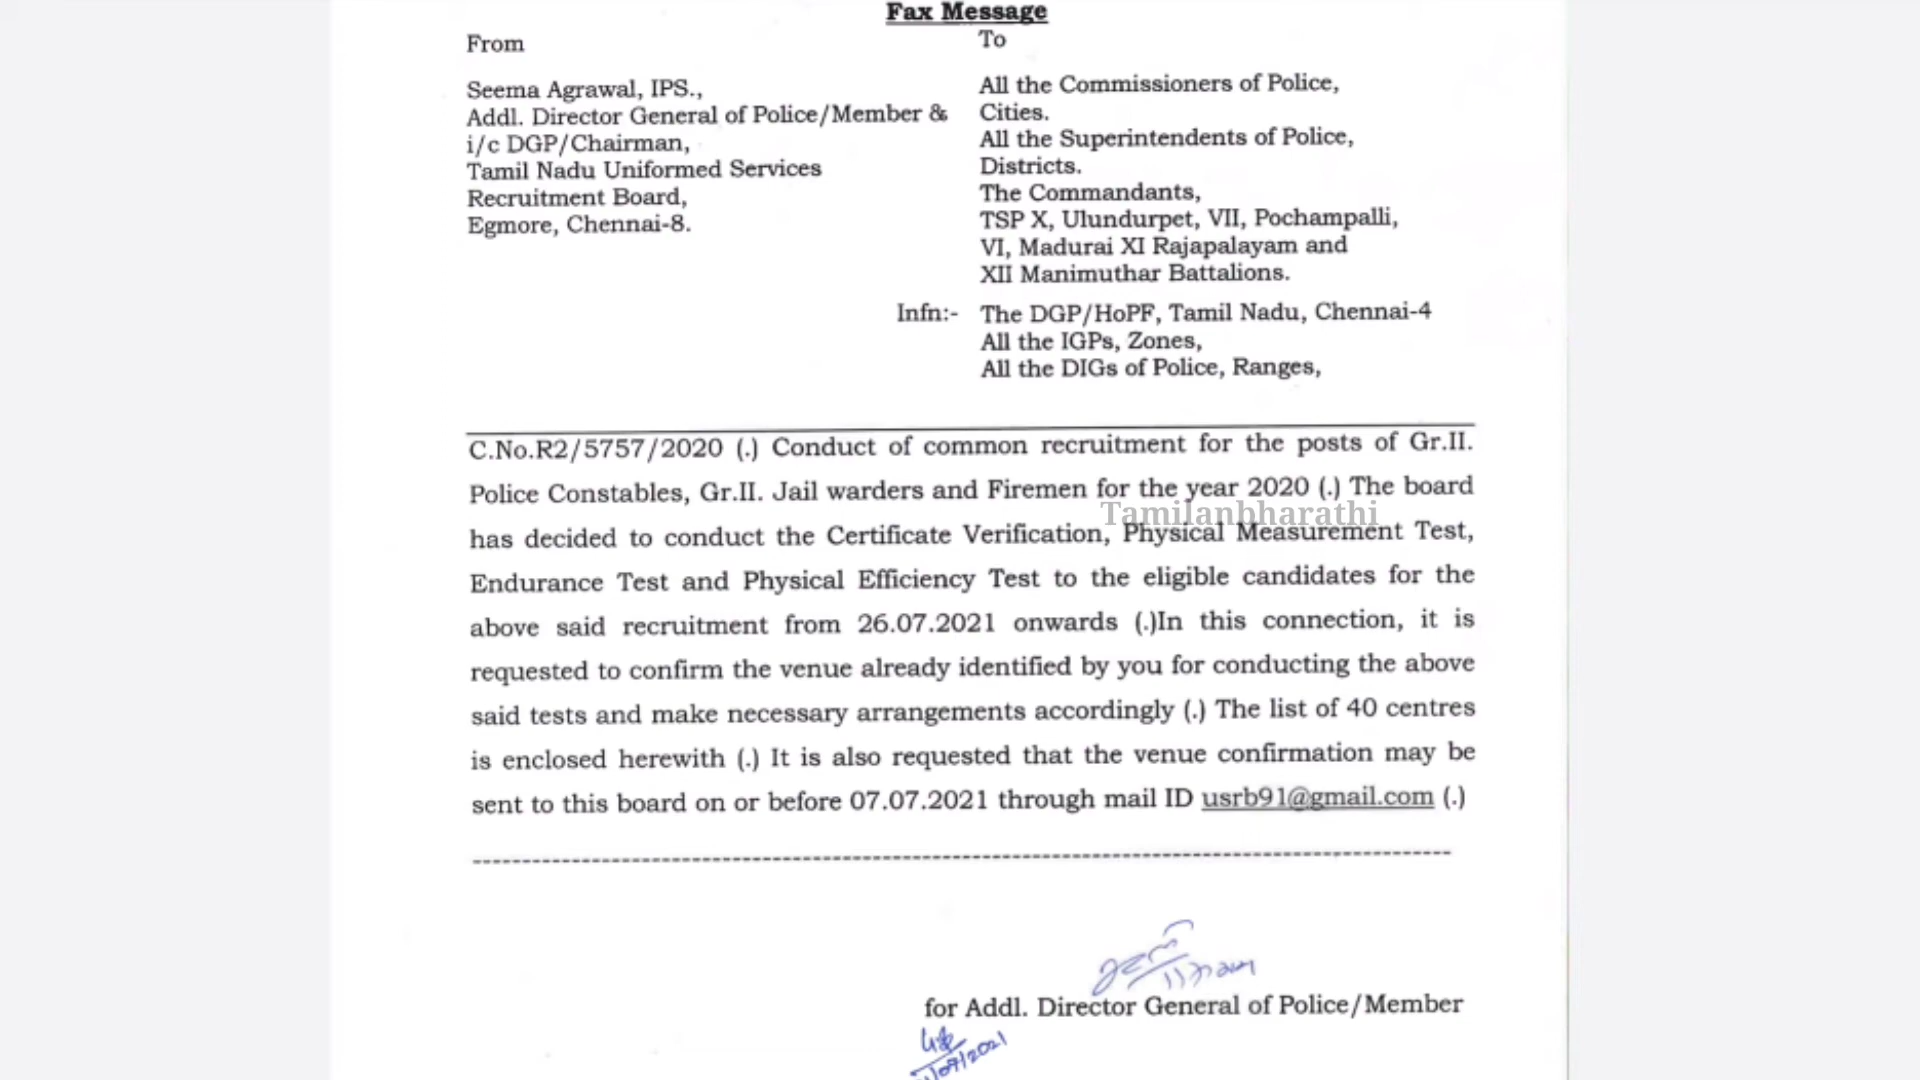 Fax Message
From
Seema Agrawal, IPS.,
Addl. Director General of Police/Member &
i/c DGP/Chairman,
Tamil Nadu Uniformed Services
Recruitment Board,
Egmore, Chennai-8.
To
All the Commissioners of Police,
Cities.
All the Superintendents of Police,
Districts.
The Commandants,
TSP X, Ulundurpet, VII, Pochampalli,
VI, Madurai XI Rajapalayam and
XII Manimuthar Battalions.
Infn:- The DGP/HoPF, Tamil Nadu, Chennai-4
All the IGPs, Zones,
All the DIGs of Police, Ranges,
C.No.R2/5757/2020 (.) Conduct of common recruitment for the posts of Gr.II.
Police Constables, Gr.II. Jail warders and Firemen for the year 2020 (.) The board
Tamilanbharathi
has decided to conduct the Certificate Verification, Physical Measurement Test,
Endurance Test and Physical Efficiency Test to the eligible candidates for the
above said recruitment from 26.07.2021 onwards (.)In this connection, it is
requested to confirm the venue already identified by you for conducting the above
said tests and make necessary arrangements accordingly (.) The list of 40 centres
is enclosed herewith (.) It is also requested that the venue confirmation may be
sent to this board on or before 07.07.2021 through mail ID usrb91@gmail.com (.)
for Addl. Director General of Police/Member